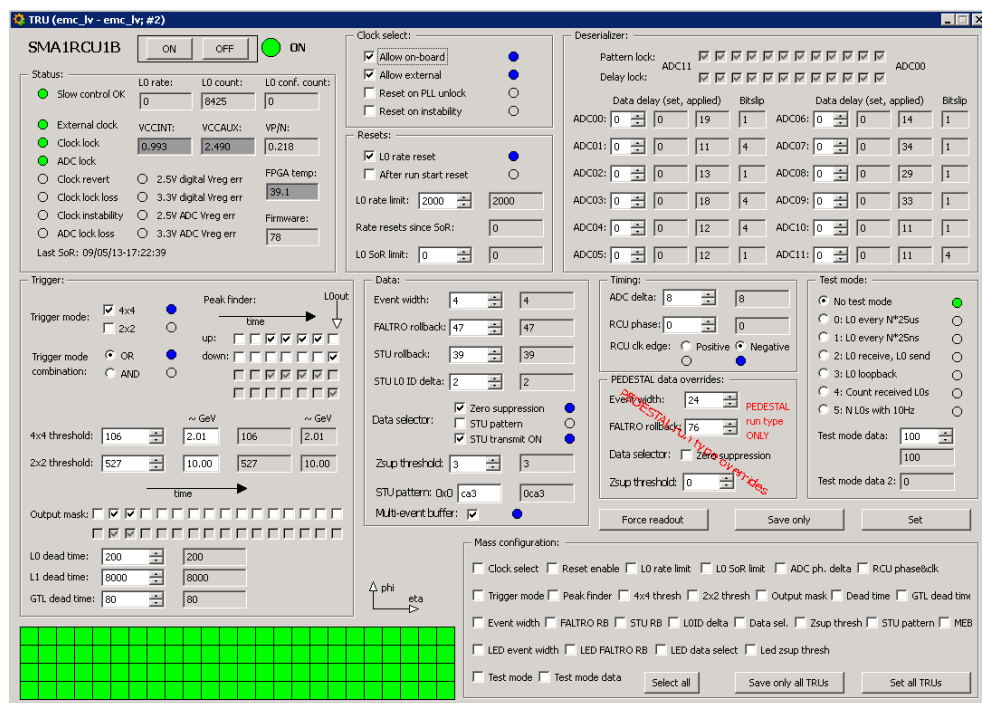 TRU (emc_lv - emc_lv; #2)
SMA1RCU1B ON OFF ON
Status:
Slow control OK
L0 rate: L0 count: L0 conf. count:
0 8425 0
External clock
Clock lock
ADC lock
VCCINT: VCCAUX: VP/N:
0.993 2.490 0.218
Clock revert 2.5V digital Vreg err
Clock lock loss 3.3V digital Vreg err
Clock instability 2.5V ADC Vreg err
ADC lock loss 3.3V ADC Vreg err
FPGA temp:
39.1
Firmware:
78
Last SoR: 09/05/13-17:22:39
Clock select:
Allow on-board
Allow external
Reset on PLL unlock
Reset on instability
Resets:
L0 rate reset
After run start reset
L0 rate limit: 2000 2000
Rate resets since SoR: 0
L0 SoR limit: 0 0
Deserializer:
Pattern lock:
Delay lock:
ADC11 ADC00
Data delay (set, applied) Bitslip Data delay (set, applied) Bitslip
ADC00: 0 0 19 1 ADC06: 0 0 14 1
ADC01: 0 0 11 4 ADC07: 0 0 34 1
ADC02: 0 0 13 1 ADC08: 0 0 29 1
ADC03: 0 0 18 4 ADC09: 0 0 33 1
ADC04: 0 0 12 4 ADC10: 0 0 11 1
ADC05: 0 0 12 1 ADC11: 0 0 11 4
Trigger:
Trigger mode: 4x4
2x2
Trigger mode combination: OR
AND
Peak finder: L0out
time
up:
down:
~ GeV ~ GeV
4x4 threshold: 106 2.01 106 2.01
2x2 threshold: 527 10.00 527 10.00
time
Output mask:
L0 dead time: 200 200
L1 dead time: 8000 8000
GTL dead time: 80 80
Data:
Event width: 4 4
FALTRO rollback: 47 47
STU rollback: 39 39
STU L0 ID delta: 2 2
Data selector: Zero suppression
STU pattern
STU transmit ON
Zsup threshold: 3 3
STU pattern: 0x0 ca3 0ca3
Multi-event buffer:
Timing:
ADC delta: 8 8
RCU phase: 0 0
RCU clk edge: Positive Negative
PEDESTAL data overrides:
Event width: 24
FALTRO rollback: 76
Data selector: Zero suppression
Zsup threshold: 0
PEDESTAL
run type
ONLY
PEDESTAL run type overrides
Test mode:
No test mode
0: L0 every N*25us
1: L0 every N*25ns
2: L0 receive, L0 send
3: L0 loopback
4: Count received L0s
5: N L0s with 10Hz
Test mode data: 100
100
Test mode data 2: 0
Force readout Save only Set
phi
eta
Mass configuration:
Clock select Reset enable L0 rate limit L0 SoR limit ADC ph. delta RCU phase&clk
Trigger mode Peak finder 4x4 thresh 2x2 thresh Output mask Dead time GTL dead time
Event width FALTRO RB STU RB L0ID delta Data sel. Zsup thresh STU pattern MEB
LED event width LED FALTRO RB LED data select Led zsup thresh
Test mode Test mode data Select all Save only all TRUs Set all TRUs